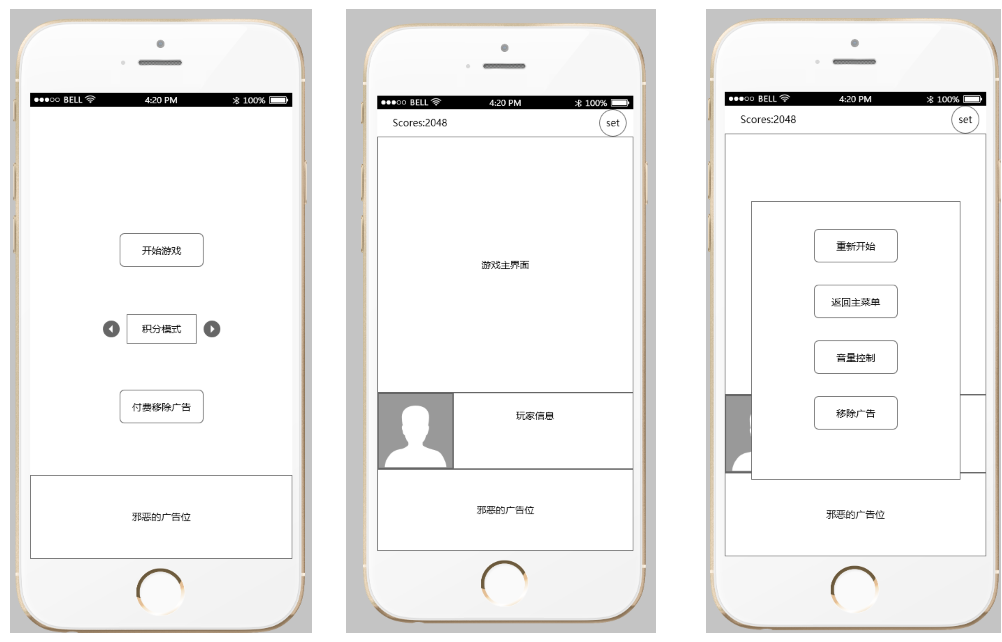 ●●●○○ BELL 4:20 PM 100%
开始游戏
积分模式
付费移除广告
邪恶的广告位
●●●○○ BELL 4:20 PM 100%
Scores:2048 set
游戏主界面
玩家信息
邪恶的广告位
●●●○○ BELL 4:20 PM 100%
Scores:2048 set
重新开始
返回主菜单
音量控制
移除广告
邪恶的广告位